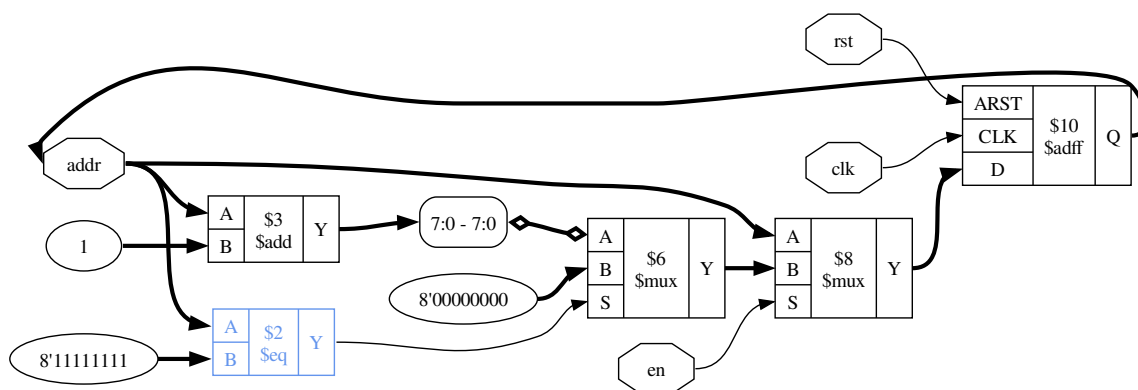 rst
ARST
CLK
D
$10
$adff
Q
clk
addr
A
B
$3
$add
Y
1
7:0 - 7:0
A
B
S
$6
$mux
Y
A
B
S
$8
$mux
Y
8'00000000
A
B
$2
$eq
Y
8'11111111
en